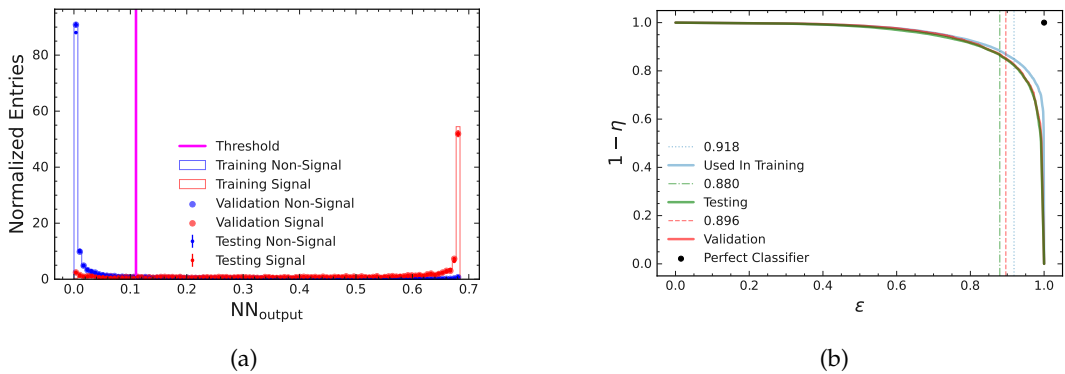 Normalized Entries
80
60
40
20
0
Threshold
Training Non-Signal
Training Signal
Validation Non-Signal
Validation Signal
Testing Non-Signal
Testing Signal
0.0 0.1 0.2 0.3 0.4 0.5 0.6 0.7
NNoutput
(a)
1 − η
1.0
0.8
0.6
0.4
0.2
0.0
0.918
Used In Training
0.880
Testing
0.896
Validation
Perfect Classifier
0.0 0.2 0.4 0.6 0.8 1.0
ε
(b)